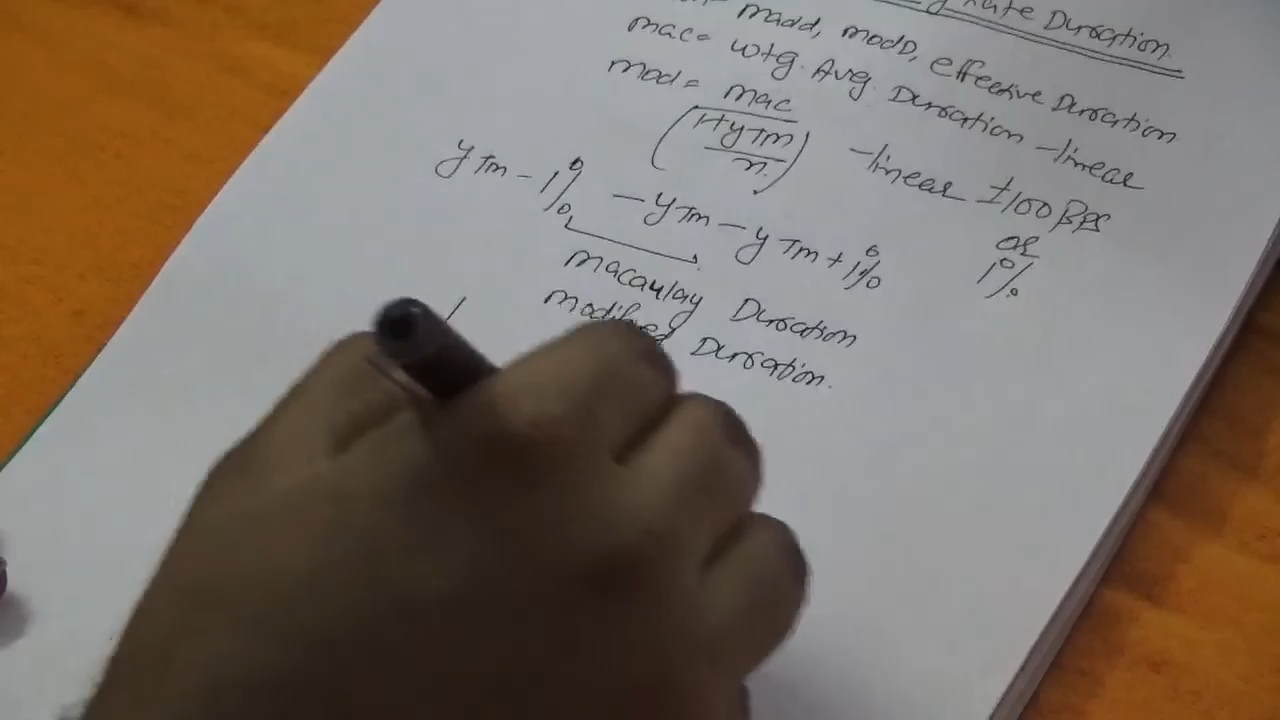 Duration
madd, modD, effective Duration
mac = wtg. Avg. Duration - linear
mod = mac
(1+yTm) - linear ± 100 BPS
n
or
1%
yTm - 1% - yTm - yTm + 1%
macaulay Duration
modified Duration.